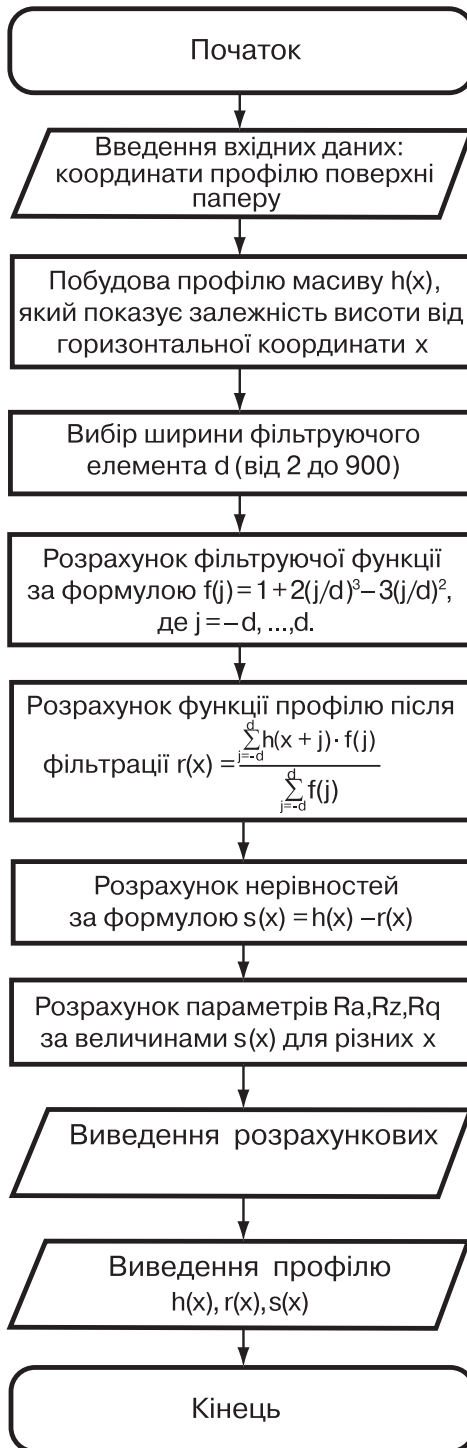 Початок
Введення вхідних даних:
координати профілю поверхні
паперу
Побудова профілю масиву h(x),
який показує залежність висоти від
горизонтальної координати x
Вибір ширини фільтруючого
елемента d (від 2 до 900)
Розрахунок фільтруючої функції
за формулою f(j) = 1 + 2(j/d)³ – 3(j/d)²,
де j = –d, ...,d.
Розрахунок функції профілю після
фільтрації r(x) = \frac{\sum_{j=-d}^{d} h(x + j) · f(j)}{\sum_{j=-d}^{d} f(j)}
Розрахунок нерівностей
за формулою s(x) = h(x) – r(x)
Розрахунок параметрів Ra,Rz,Rq
за величинами s(x) для різних x
Виведення розрахункових
Виведення профілю
h(x), r(x), s(x)
Кінець